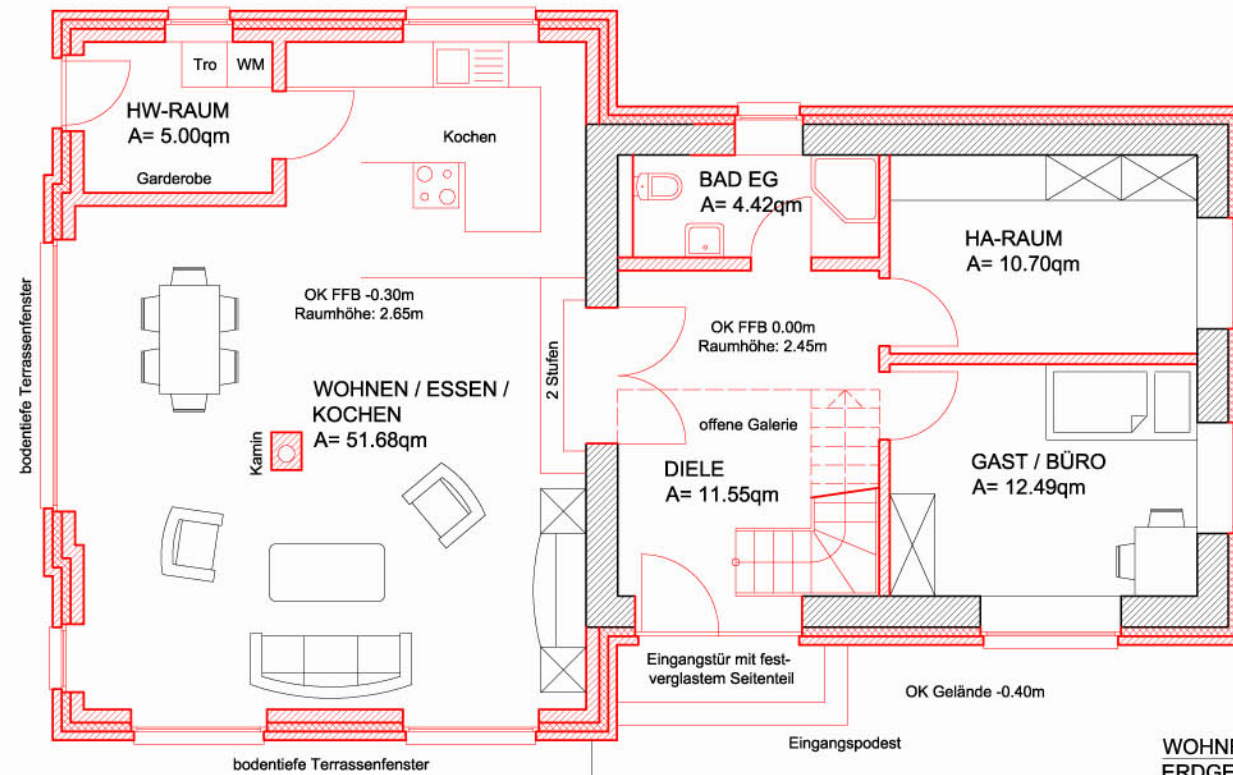 Tro
WM
HW-RAUM
A= 5.00qm
Garderobe
Kochen
BAD EG
A= 4.42qm
HA-RAUM
A= 10.70qm
bodentiefe Terrassenfenster
OK FFB -0.30m
Raumhöhe: 2.65m
2 Stufen
OK FFB 0.00m
Raumhöhe: 2.45m
WOHNEN / ESSEN /
KOCHEN
A= 51.68qm
Kamin
offene Galerie
DIELE
A= 11.55qm
GAST / BÜRO
A= 12.49qm
Eingangstür mit fest-
verglastem Seitenteil
OK Gelände -0.40m
Eingangspodest
bodentiefe Terrassenfenster